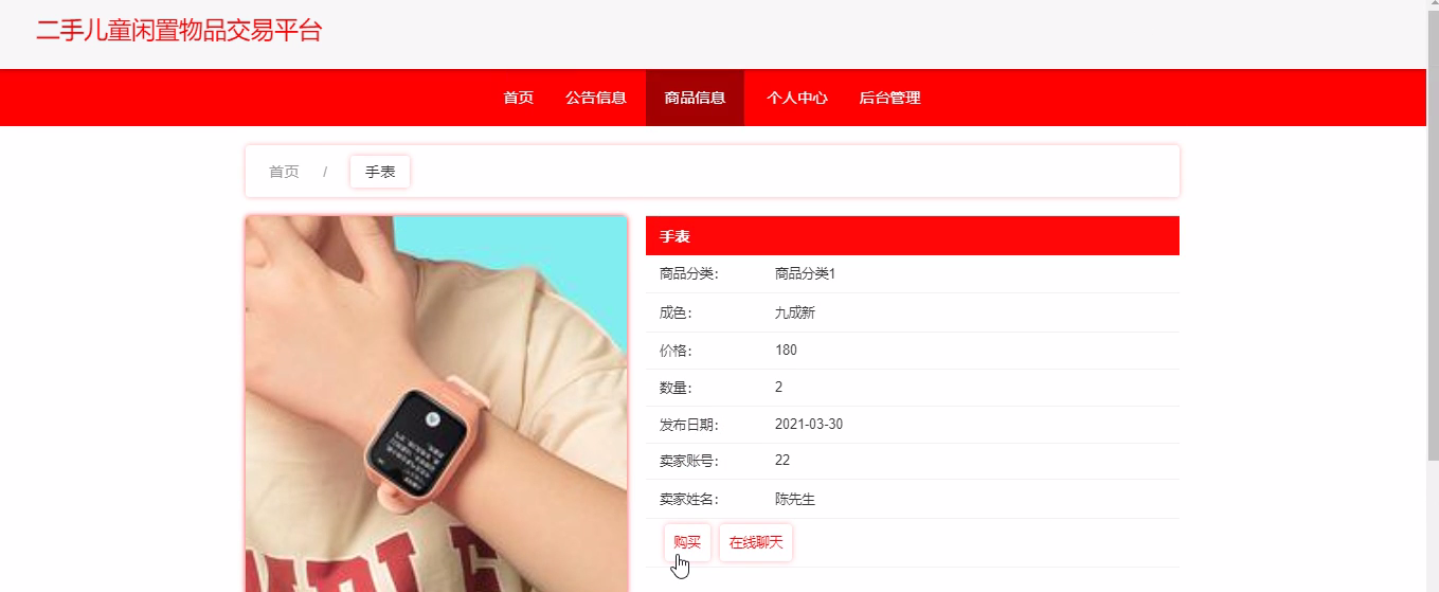 二手儿童闲置物品交易平台
首页 公告信息 商品信息 个人中心 后台管理
首页 / 手表
手表
商品分类: 商品分类1
成色: 九成新
价格: 180
数量: 2
发布日期: 2021-03-30
卖家账号: 22
卖家姓名: 陈先生
购买 在线聊天